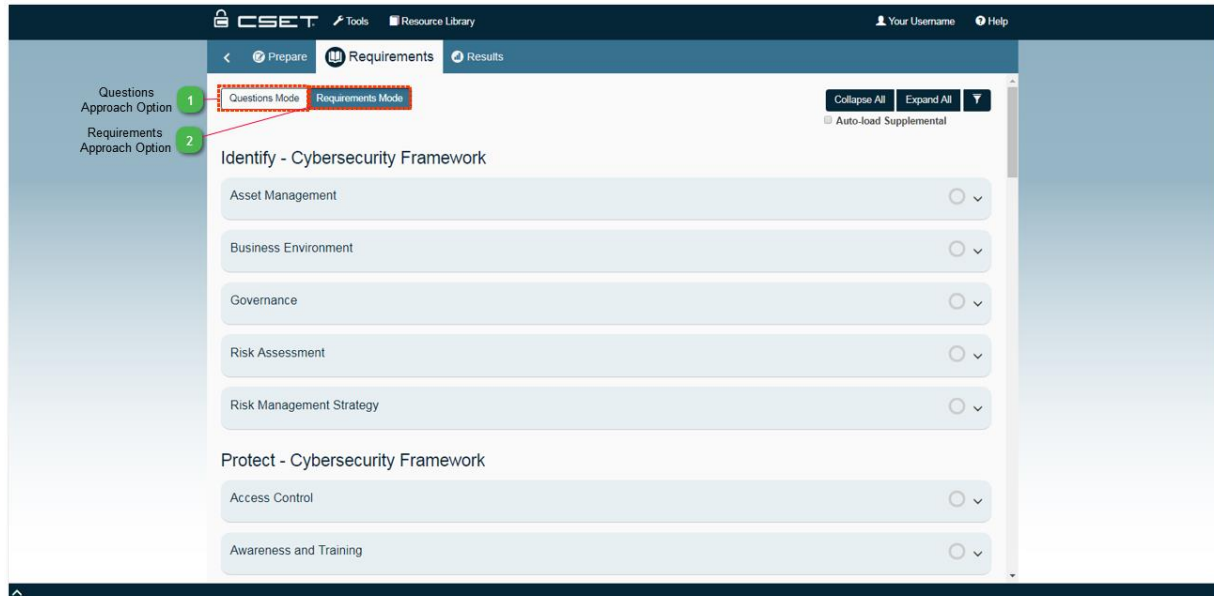 CSET Tools Resource Library Your Username Help
Prepare Requirements Results
Questions
Approach Option
1
Questions Mode Requirements Mode
Collapse All Expand All
Auto-load Supplemental
Requirements
Approach Option
2
Identify - Cybersecurity Framework
Asset Management
Business Environment
Governance
Risk Assessment
Risk Management Strategy
Protect - Cybersecurity Framework
Access Control
Awareness and Training